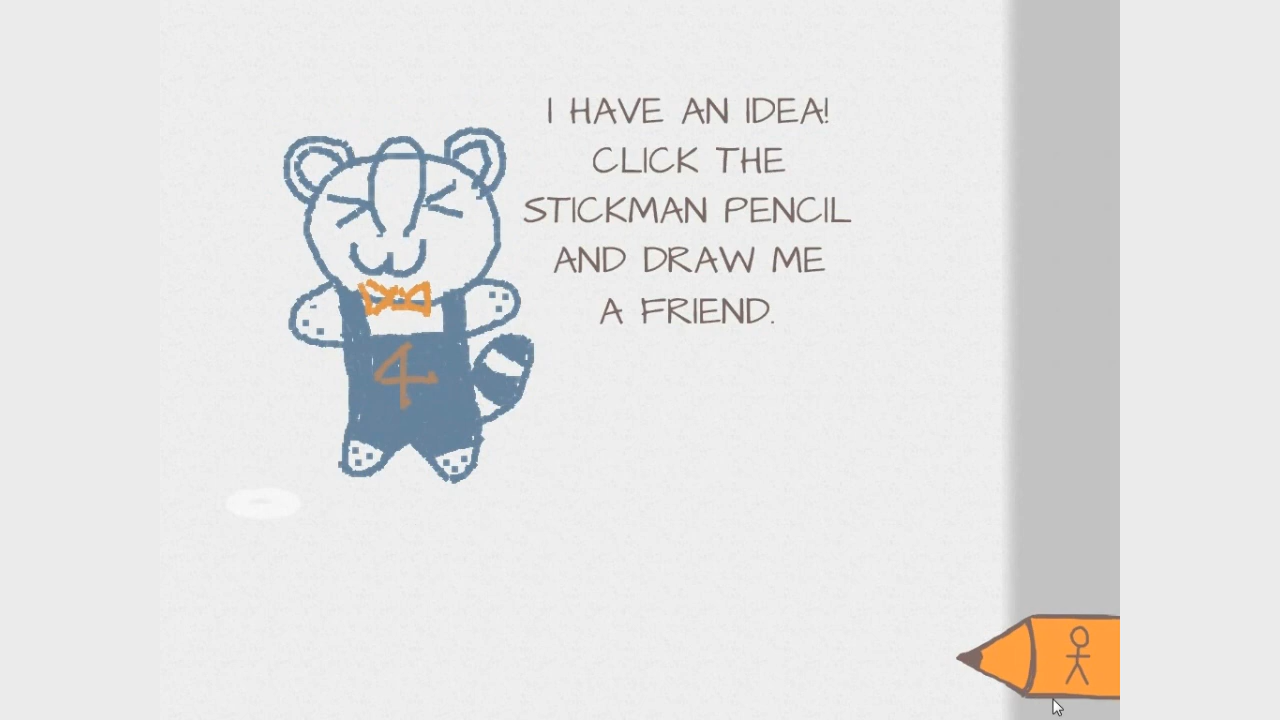 I HAVE AN IDEA!
CLICK THE
STICKMAN PENCIL
AND DRAW ME
A FRIEND.
4